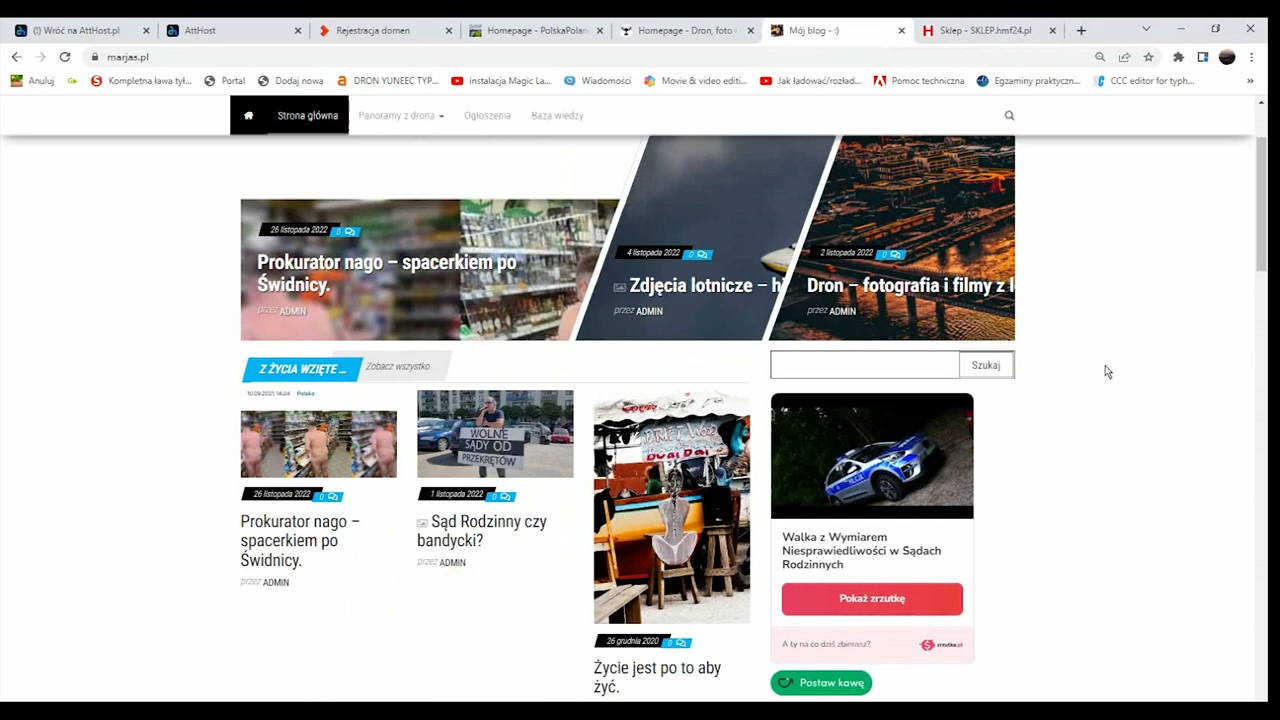 (!) Wróć na AttHost.pl
AttHost
Rejestracja domen
Homepage - PolskaPolan
Homepage - Dron, foto
Mój blog - :)
H Sklep - SKLEP.hmf24.pl
marjas.pl
Anuluj
Kompletna ława tył...
Portal
Dodaj nową
DRON YUNEEC TYP...
instalacja Magic La...
Wiadomości
Movie & video editi...
Jak ładować/rozład...
Pomoc techniczna
Egzaminy praktyczn...
CCC editor for typh...
Strona główna
Panoramy z drona
Ogłoszenia
Baza wiedzy
26 listopada 2022 0
Prokurator nago – spacerkiem po
Świdnicy.
przez ADMIN
4 listopada 2022 0
Zdjęcia lotnicze – h
przez ADMIN
2 listopada 2022 0
Dron – fotografia i filmy z l
przez ADMIN
Z ŻYCIA WZIĘTE ...
Zobacz wszystko
Szukaj
10.09.2021, 14:24 Polska
26 listopada 2022 0
Prokurator nago –
spacerkiem po
Świdnicy.
przez ADMIN
WOLNE
SĄDY OD
PRZEKRĘTÓW
1 listopada 2022 0
Sąd Rodzinny czy
bandycki?
przez ADMIN
26 grudnia 2020 0
Życie jest po to aby
żyć.
POLICJA
Walka z Wymiarem
Niesprawiedliwości w Sądach
Rodzinnych
Pokaż zrzutkę
A ty na co dziś zbierasz?
zrzutka.pl
Postaw kawę